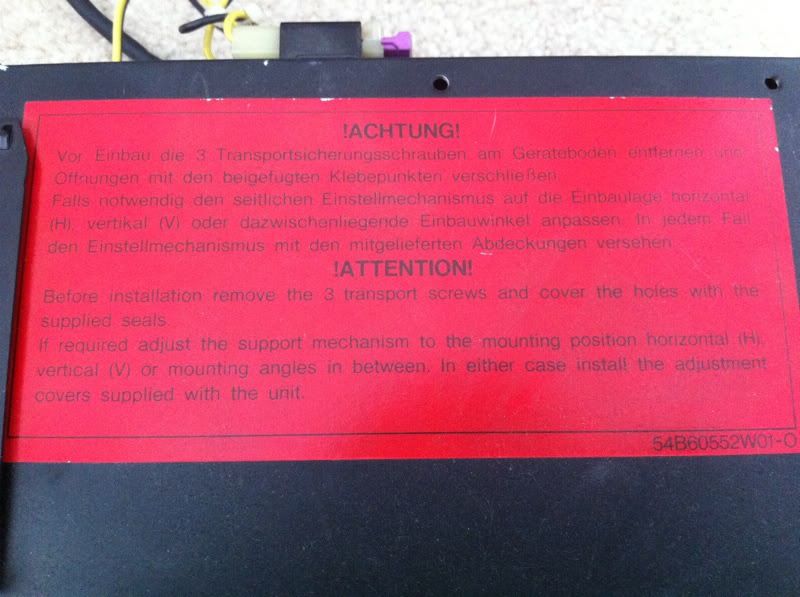 !ACHTUNG!
Vor Einbau die 3 Transportsicherungsschrauben am Geräteboden entfernen und
Öffnungen mit den beigefügten Klebepunkten verschließen.
Falls notwendig den seitlichen Einstellmechanismus auf die Einbaulage horizontal
(H), vertikal (V) oder dazwischenliegende Einbauwinkel anpassen. In jedem Fall
den Einstellmechanismus mit den mitgelieferten Abdeckungen versehen.
!ATTENTION!
Before installation remove the 3 transport screws and cover the holes with the
supplied seals.
If required adjust the support mechanism to the mounting position horizontal (H),
vertical (V) or mounting angles in between. In either case install the adjustment
covers supplied with the unit.
54B60552W01-O